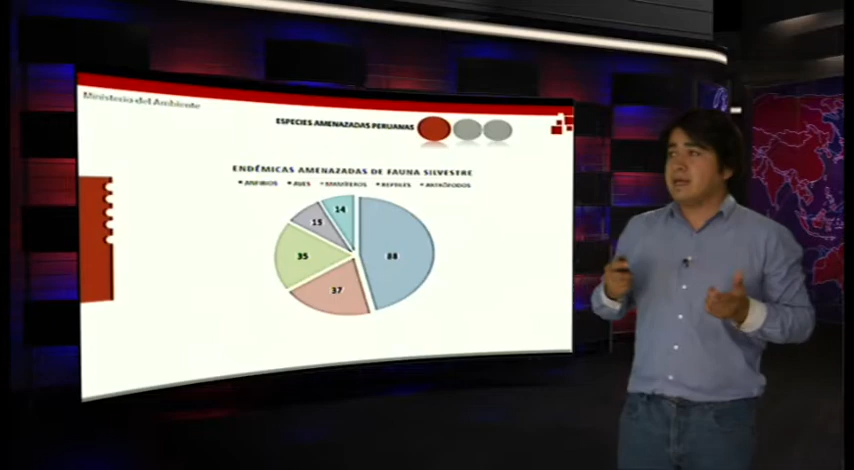 Ministerio del Ambiente
ESPECIES AMENAZADAS PERUANAS
ENDÉMICAS AMENAZADAS DE FAUNA SILVESTRE
ANFIBIOS AVES MAMÍFEROS REPTILES ARTRÓPODOS
14
15
35
88
37